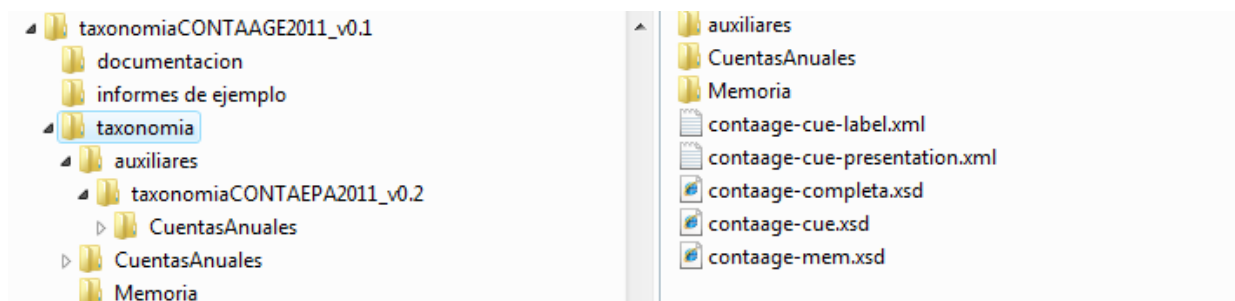 taxonomiaCONTAAGE2011_v0.1
documentacion
informes de ejemplo
taxonomia
auxiliares
taxonomiaCONTAEPA2011_v0.2
CuentasAnuales
CuentasAnuales
Memoria
auxiliares
CuentasAnuales
Memoria
contaage-cue-label.xml
contaage-cue-presentation.xml
contaage-completa.xsd
contaage-cue.xsd
contaage-mem.xsd